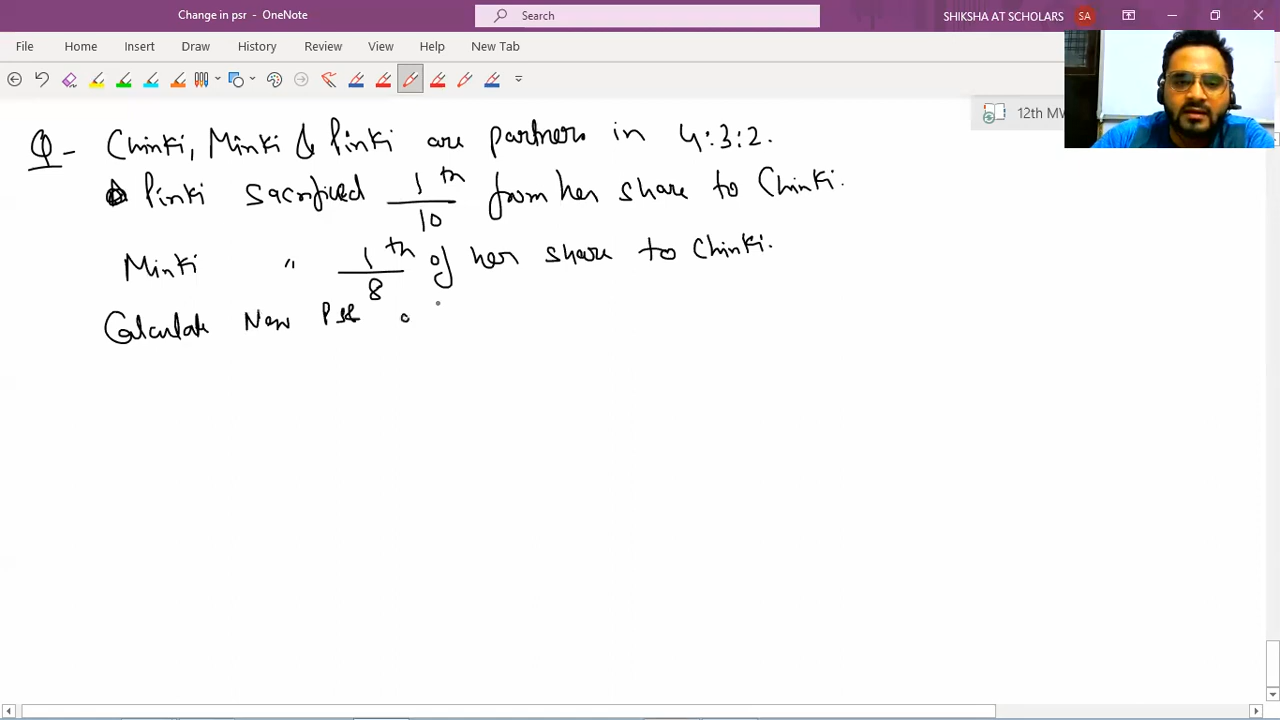 Change in psr - OneNote
Search
SHIKSHA AT SCHOLARS SA
File Home Insert Draw History Review View Help New Tab
12th MW
Q- Chinki, Minki & Pinki are partners in 4:3:2.
Pinki sacrificed 1/10 th from her share to Chinki.
Minki " 1/8 th of her share to Chinki.
Calculate New PSR